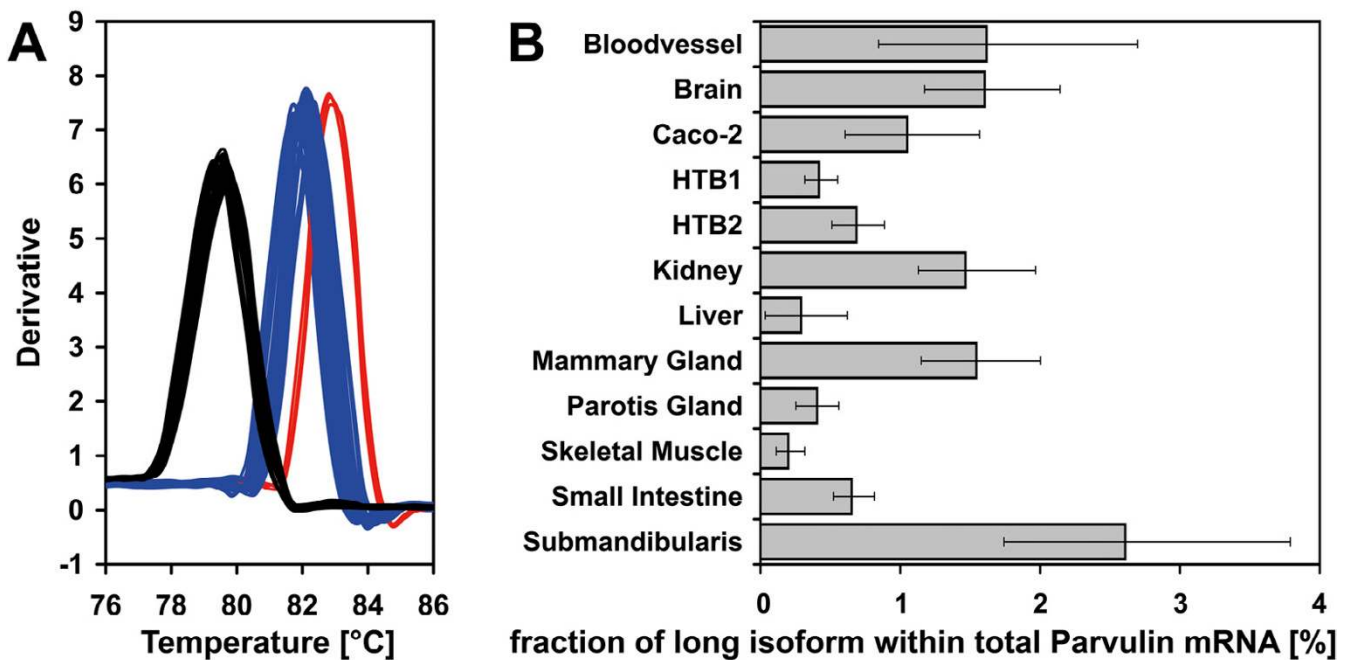 A
9
8
7
6
5
4
3
2
1
0
-1
Derivative
76 78 80 82 84 86
Temperature [°C]
B
Bloodvessel
Brain
Caco-2
HTB1
HTB2
Kidney
Liver
Mammary Gland
Parotis Gland
Skeletal Muscle
Small Intestine
Submandibularis
0 1 2 3 4
fraction of long isoform within total Parvulin mRNA [%]